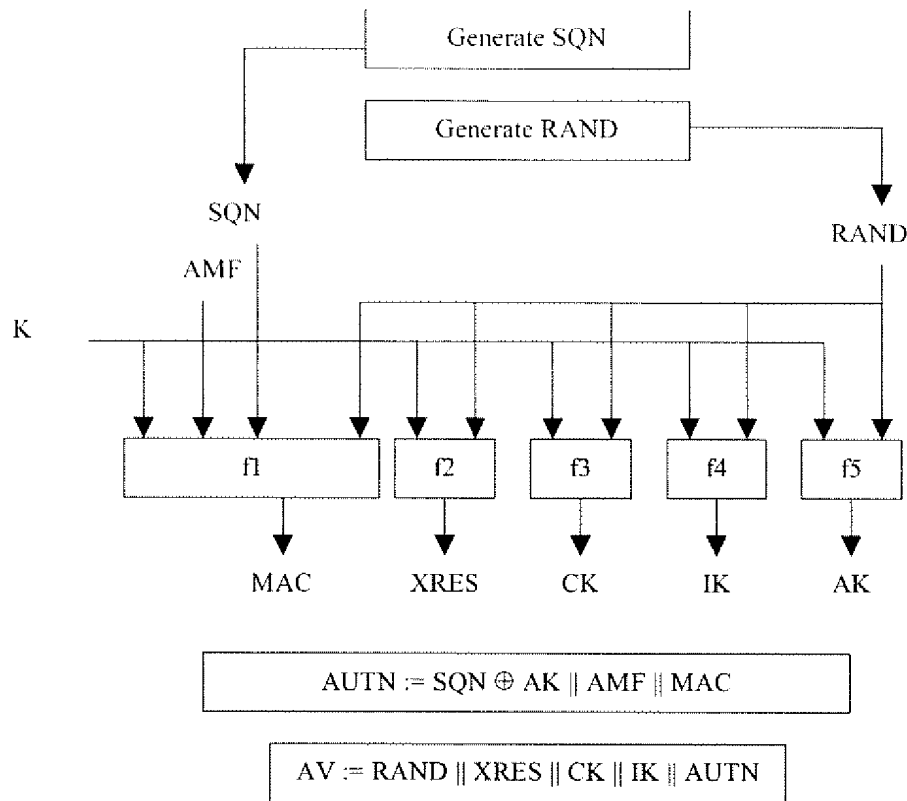 Generate SQN
Generate RAND
SQN
RAND
AMF
K
f1
f2
f3
f4
f5
MAC
XRES
CK
IK
AK
AUTN := SQN ⊕ AK || AMF || MAC
AV := RAND || XRES || CK || IK || AUTN